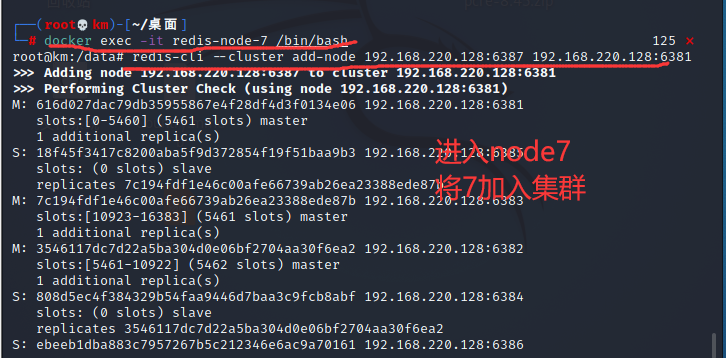 (root💀km)-[~/桌面]
# docker exec -it redis-node-7 /bin/bash 125 ⨯
root@km:/data# redis-cli --cluster add-node 192.168.220.128:6387 192.168.220.128:6381
>>> Adding node 192.168.220.128:6387 to cluster 192.168.220.128:6381
>>> Performing Cluster Check (using node 192.168.220.128:6381)
M: 616d027dac79db35955867e4f28df4d3f0134e06 192.168.220.128:6381
slots:[0-5460] (5461 slots) master
1 additional replica(s)
S: 18f45f3417c8200aba5f9d372854f19f51baa9b3 192.168.220.128:6385
slots: (0 slots) slave
replicates 7c194fdf1e46c00afe66739ab26ea23388ede87b
M: 7c194fdf1e46c00afe66739ab26ea23388ede87b 192.168.220.128:6383
slots:[10923-16383] (5461 slots) master
1 additional replica(s)
M: 3546117dc7d22a5ba304d0e06bf2704aa30f6ea2 192.168.220.128:6382
slots:[5461-10922] (5462 slots) master
1 additional replica(s)
S: 808d5ec4f384329b54faa9446d7baa3c9fcb8abf 192.168.220.128:6384
slots: (0 slots) slave
replicates 3546117dc7d22a5ba304d0e06bf2704aa30f6ea2
S: ebeeb1dba883c7957267b5c212346e6ac9a70161 192.168.220.128:6386
进入node7
将7加入集群